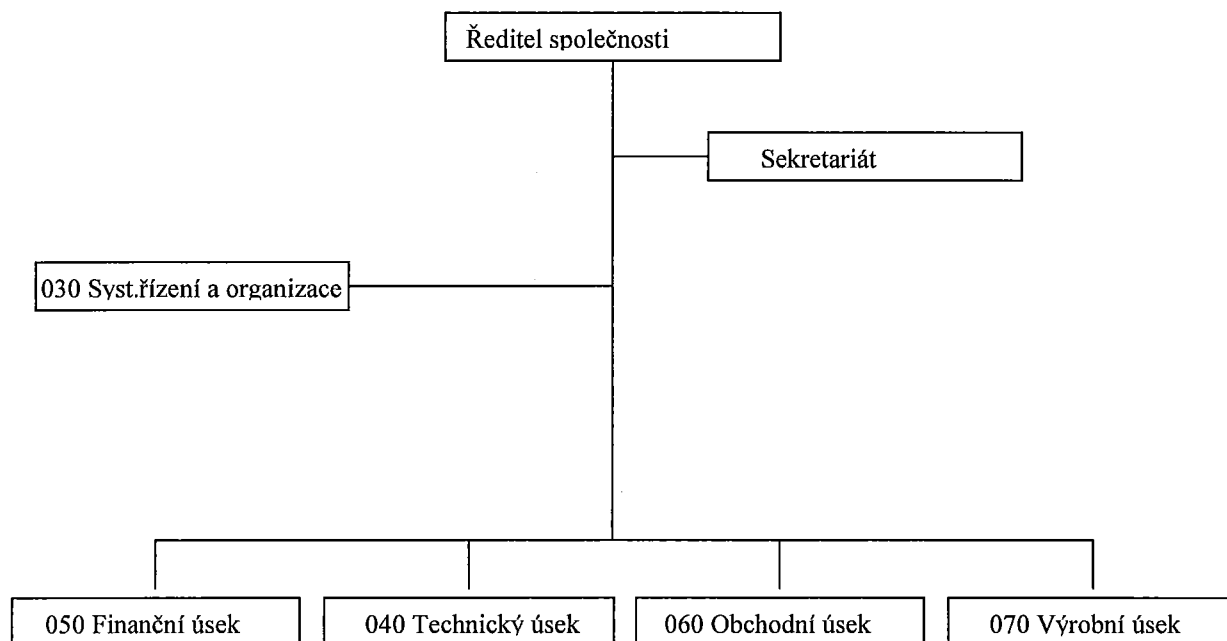 Ředitel společnosti
Sekretariát
030 Syst.řízení a organizace
050 Finanční úsek
040 Technický úsek
060 Obchodní úsek
070 Výrobní úsek